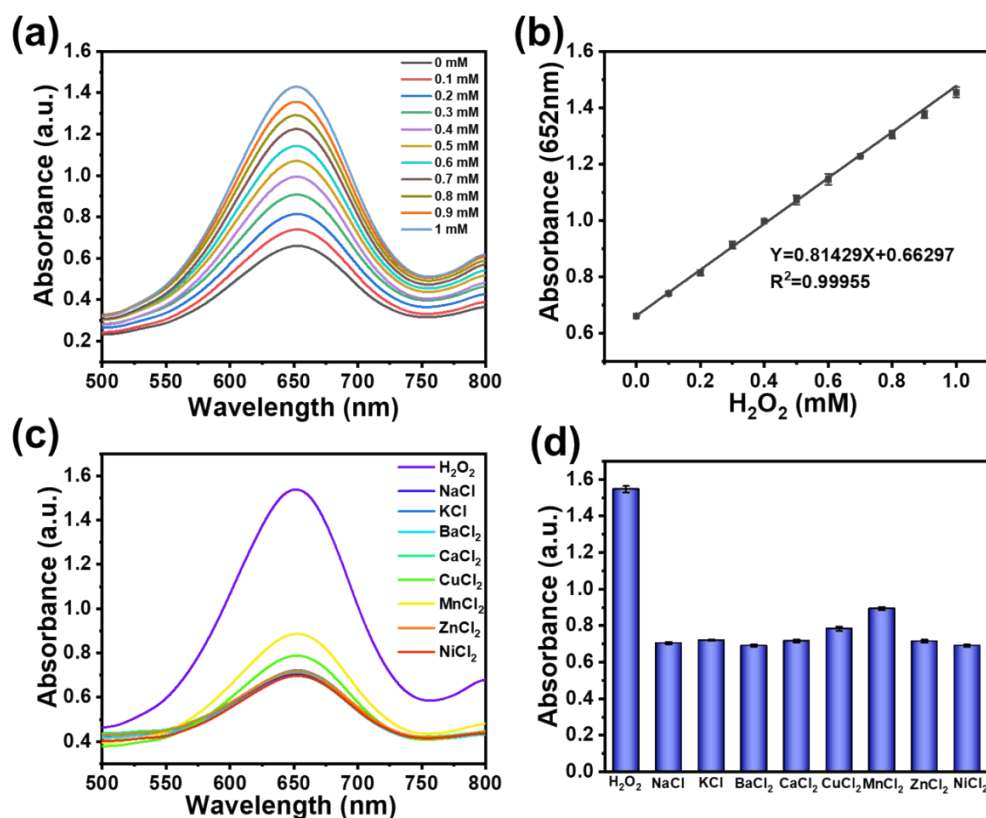 (a)
1.6
1.4
1.2
1.0
0.8
0.6
0.4
0.2
Absorbance (a.u.)
500 550 600 650 700 750 800
Wavelength (nm)
0 mM
0.1 mM
0.2 mM
0.3 mM
0.4 mM
0.5 mM
0.6 mM
0.7 mM
0.8 mM
0.9 mM
1 mM
(b)
1.6
1.4
1.2
1.0
0.8
0.6
Absorbance (652nm)
Y=0.81429X+0.66297
R²=0.99955
0.0 0.2 0.4 0.6 0.8 1.0
H₂O₂ (mM)
(c)
1.6
1.4
1.2
1.0
0.8
0.6
0.4
Absorbance (a.u.)
500 550 600 650 700 750 800
Wavelength (nm)
H₂O₂
NaCl
KCl
BaCl₂
CaCl₂
CuCl₂
MnCl₂
ZnCl₂
NiCl₂
(d)
1.6
1.4
1.2
1.0
0.8
0.6
0.4
0.2
0.0
Absorbance (a.u.)
H₂O₂ NaCl KCl BaCl₂ CaCl₂ CuCl₂ MnCl₂ ZnCl₂ NiCl₂